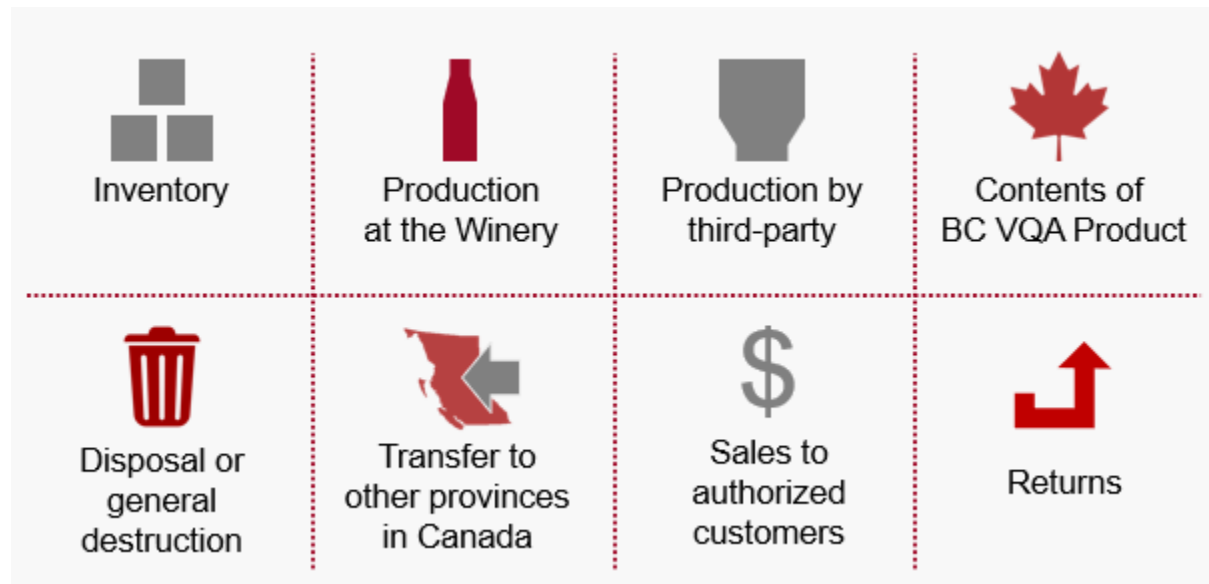 Inventory
Production
at the Winery
Production by
third-party
Contents of
BC VQA Product
Disposal or
general
destruction
Transfer to
other provinces
in Canada
$
Sales to
authorized
customers
Returns